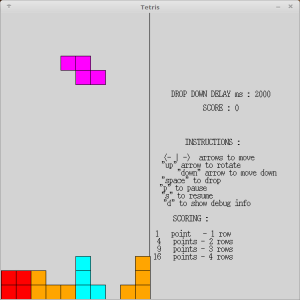 Tetris
DROP DOWN DELAY ms : 2000
SCORE : 0
INSTRUCTIONS :
<- | -> arrows to move
"up" arrow to rotate
"down" arrow to move down
"space" to drop
"p" to pause
"s" to resume
"d" to show debug info
SCORING :
1 point - 1 row
4 points - 2 rows
9 points - 3 rows
16 points - 4 rows